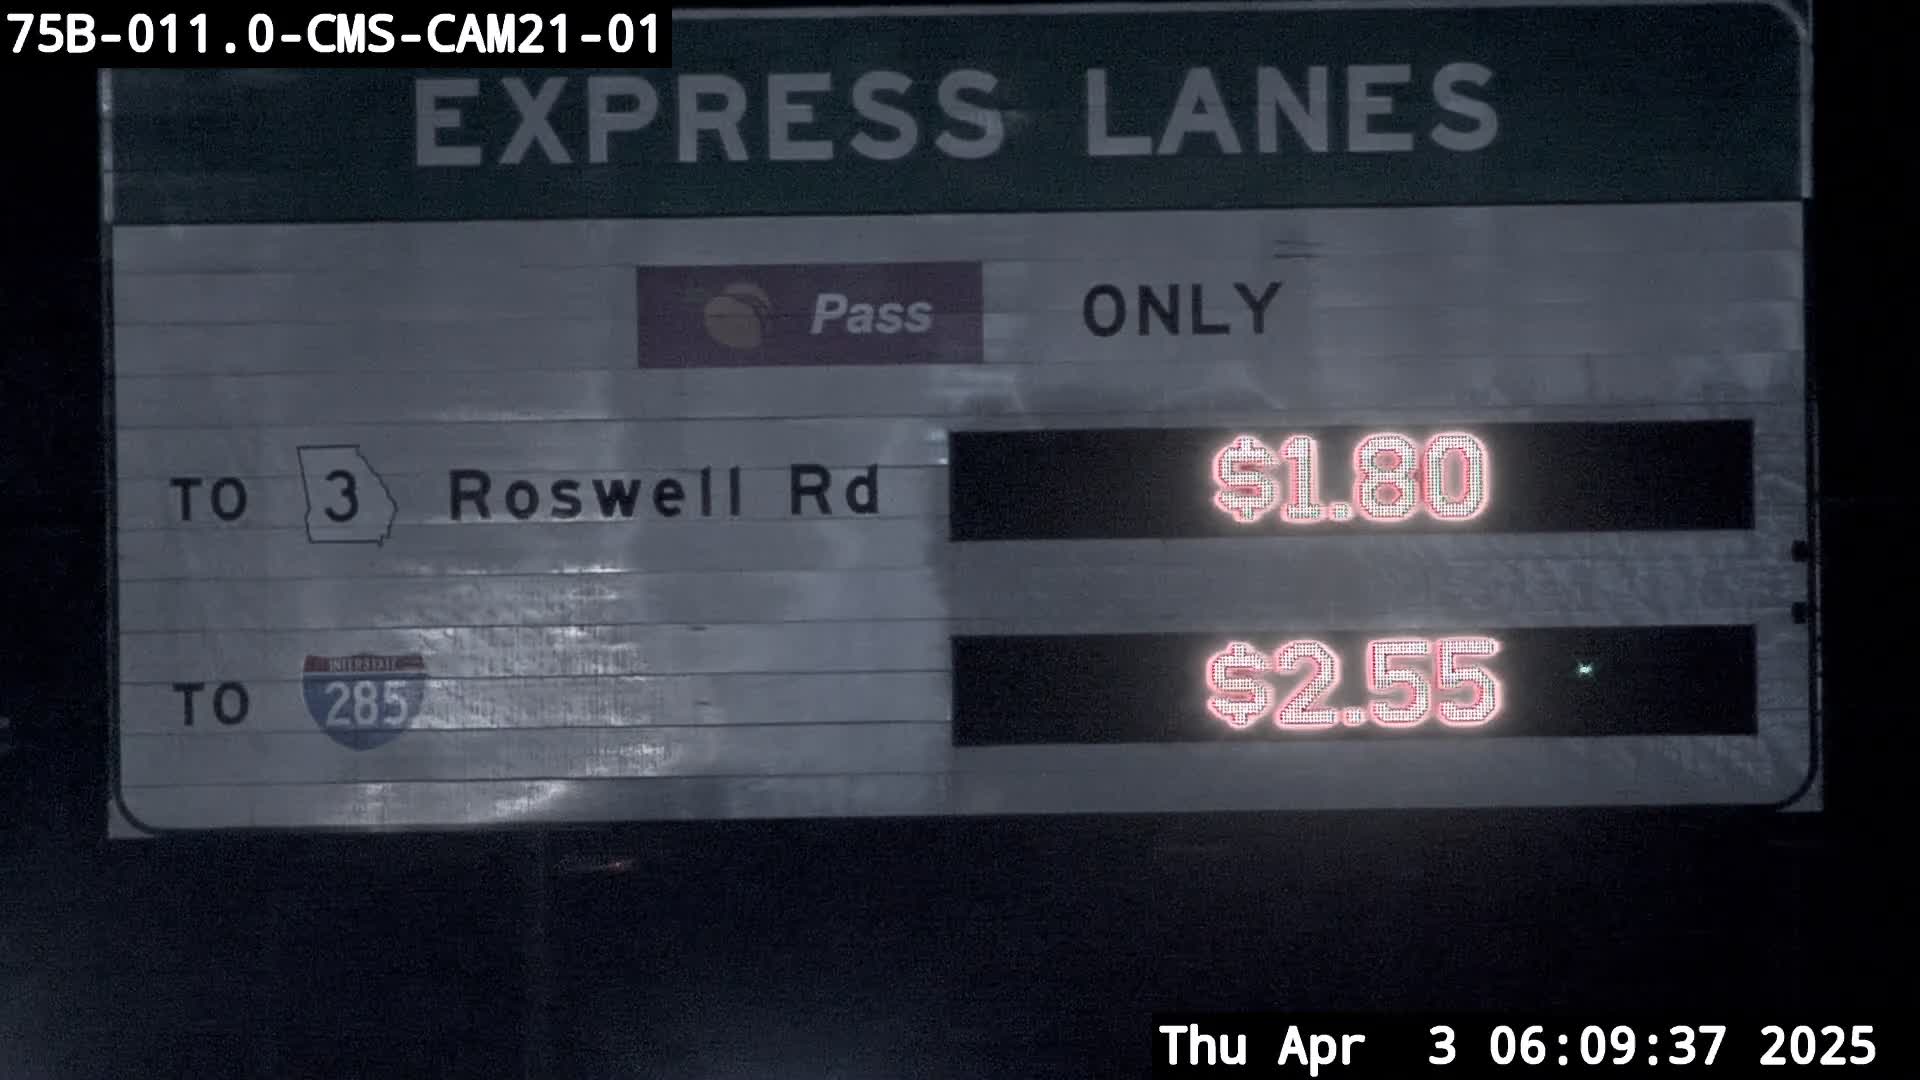 75B-011.0-CMS-CAM21-01
EXPRESS LANES
Pass ONLY
TO 3 Roswell Rd $1.80
INTERSTATE
TO 285 $2.55
Thu Apr 3 06:09:37 2025